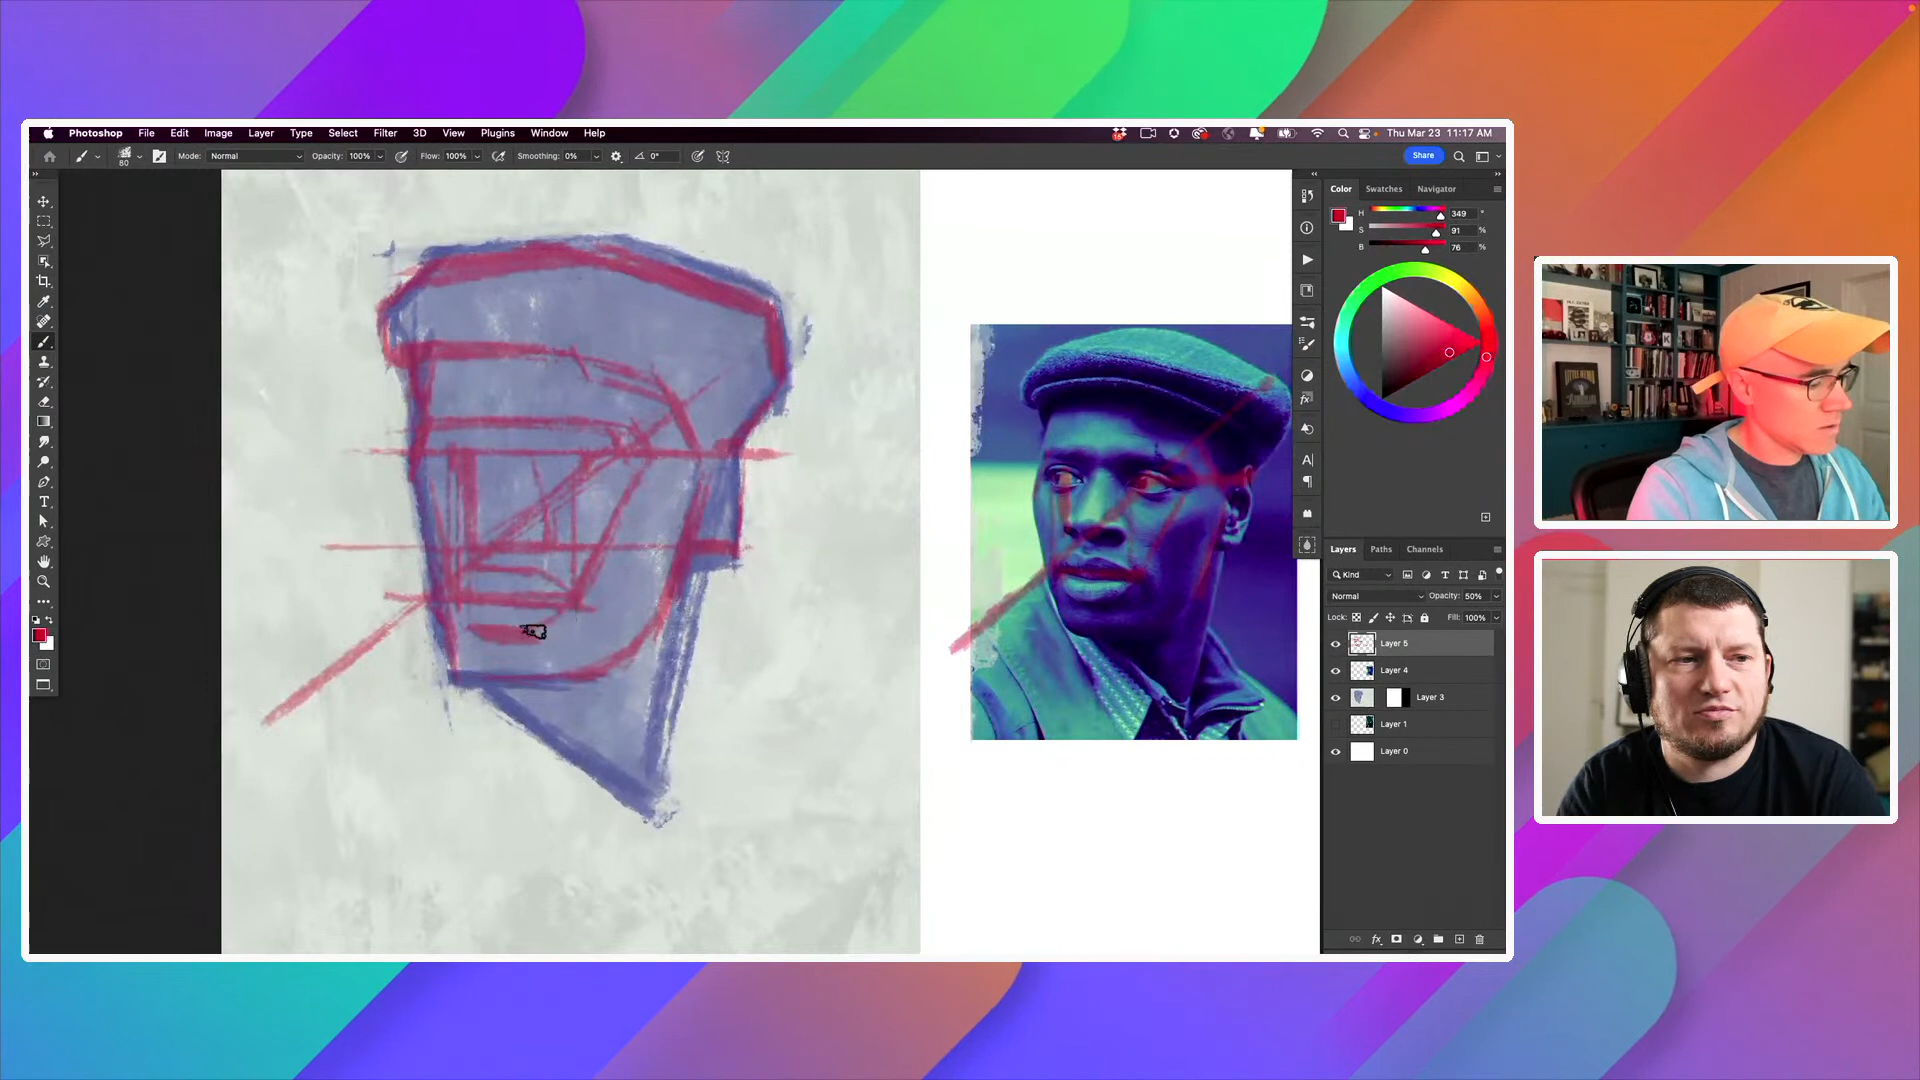 Photoshop File Edit Image Layer Type Select Filter 3D View Plugins Window Help Thu Mar 23 11:17 AM
80 Mode: Normal Opacity: 100% Flow: 100% Smoothing: 0% 0° Share
Color Swatches Navigator
H 349 °
S 91 %
B 76 %
Layers Paths Channels
Kind
Normal Opacity: 50%
Lock: Fill: 100%
Layer 5
Layer 4
Layer 3
Layer 1
Layer 0